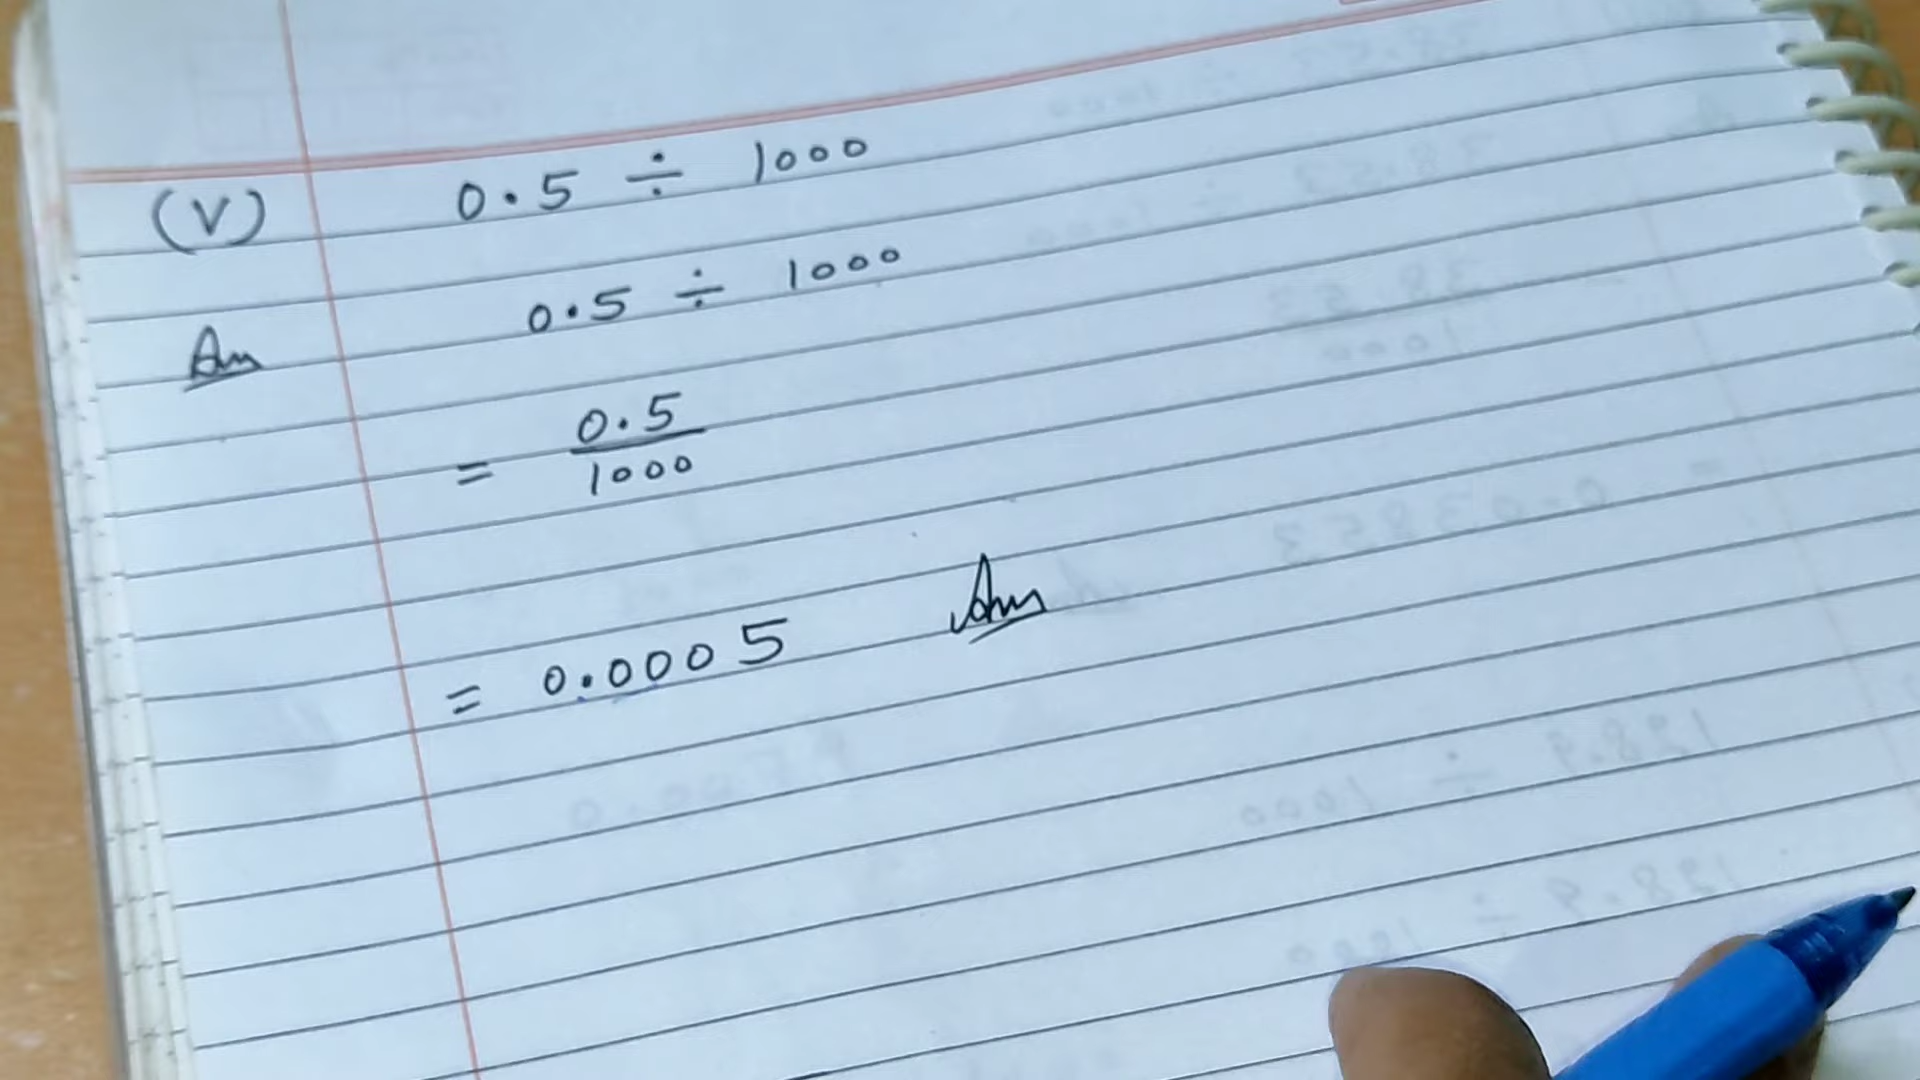 (V) 0.5 ÷ 1000
Ans 0.5 ÷ 1000
= 0.5
1000
= 0.0005 Ans